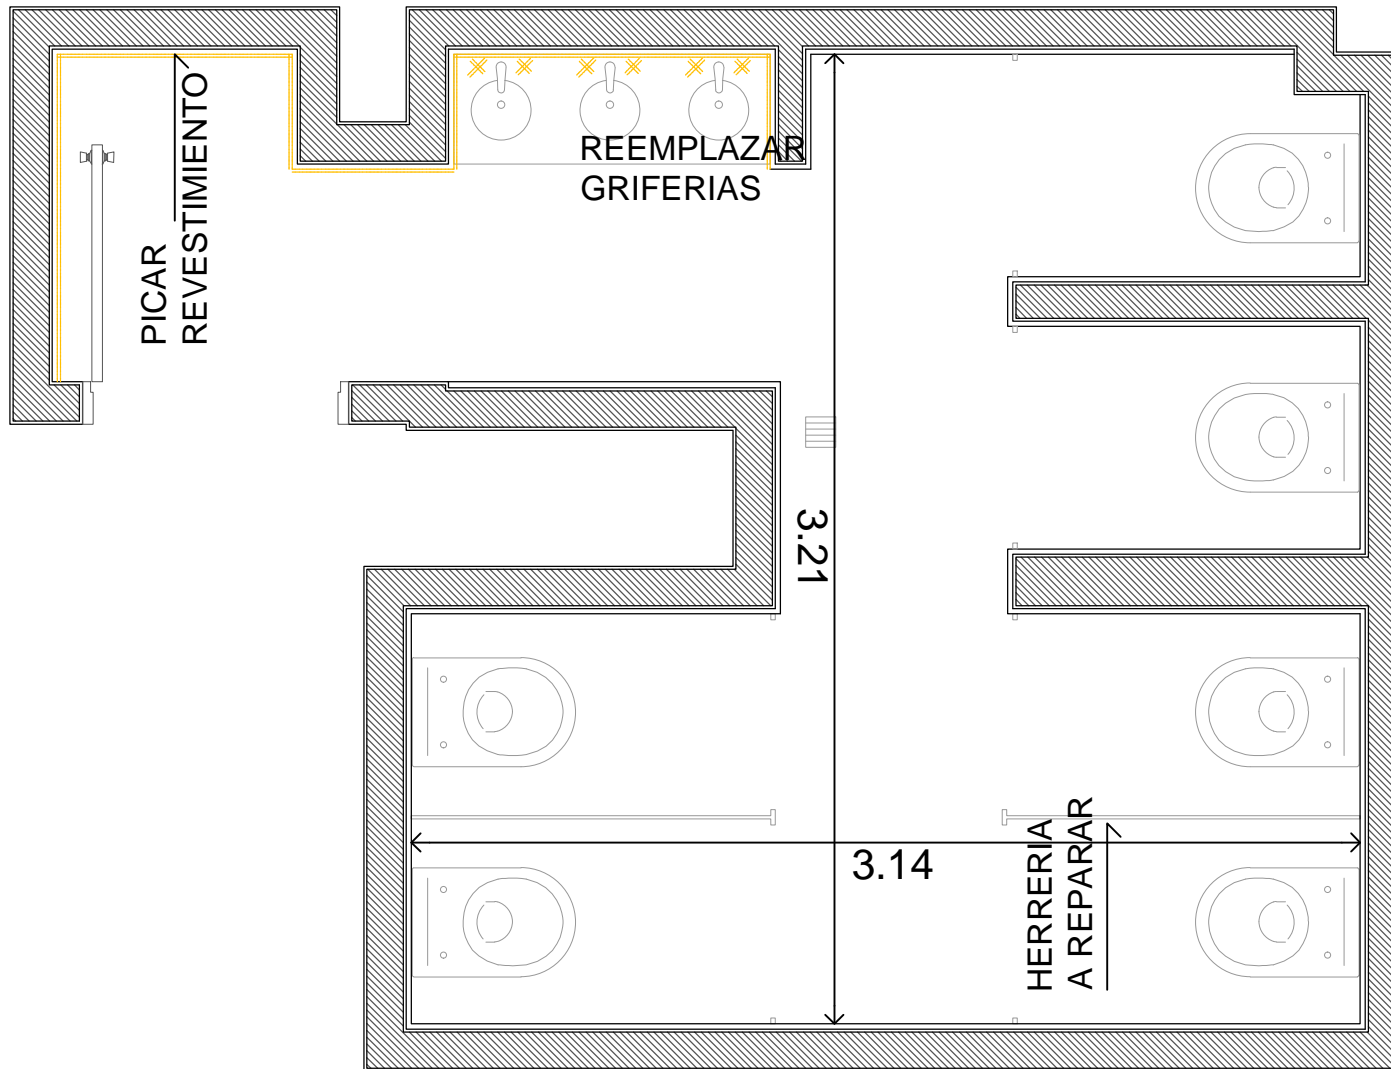 REEMPLAZAR
GRIFERIAS
PICAR
REVESTIMIENTO
3.21
3.14
HERRERIA
A REPARAR